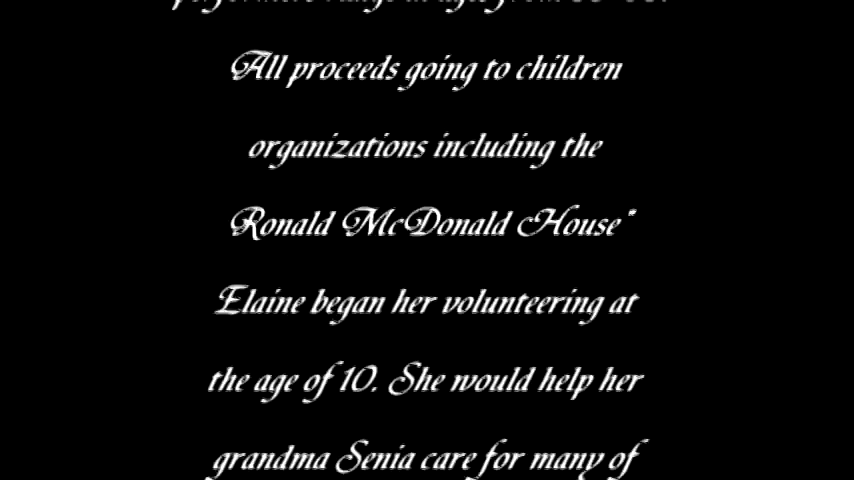 All proceeds going to children
organizations including the
Ronald McDonald House"
Elaine began her volunteering at
the age of 10. She would help her
grandma Senia care for many of